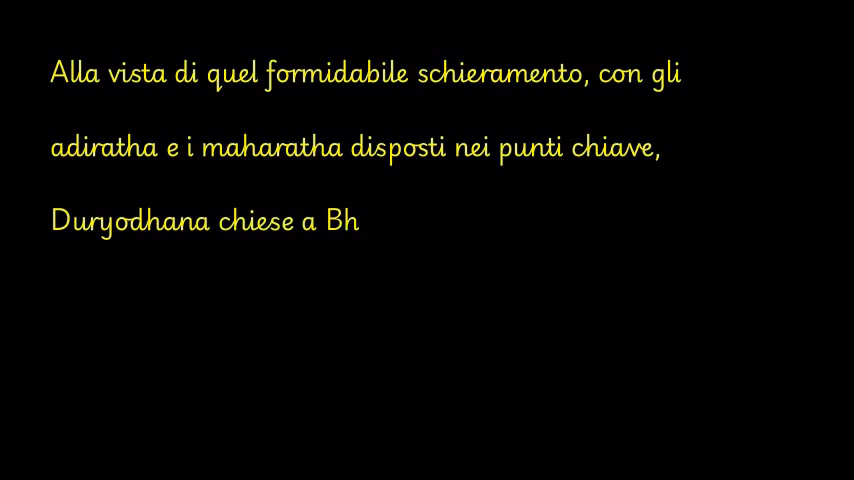 Alla vista di quel formidabile schieramento, con gli
adiratha e i maharatha disposti nei punti chiave,
Duryodhana chiese a Bh